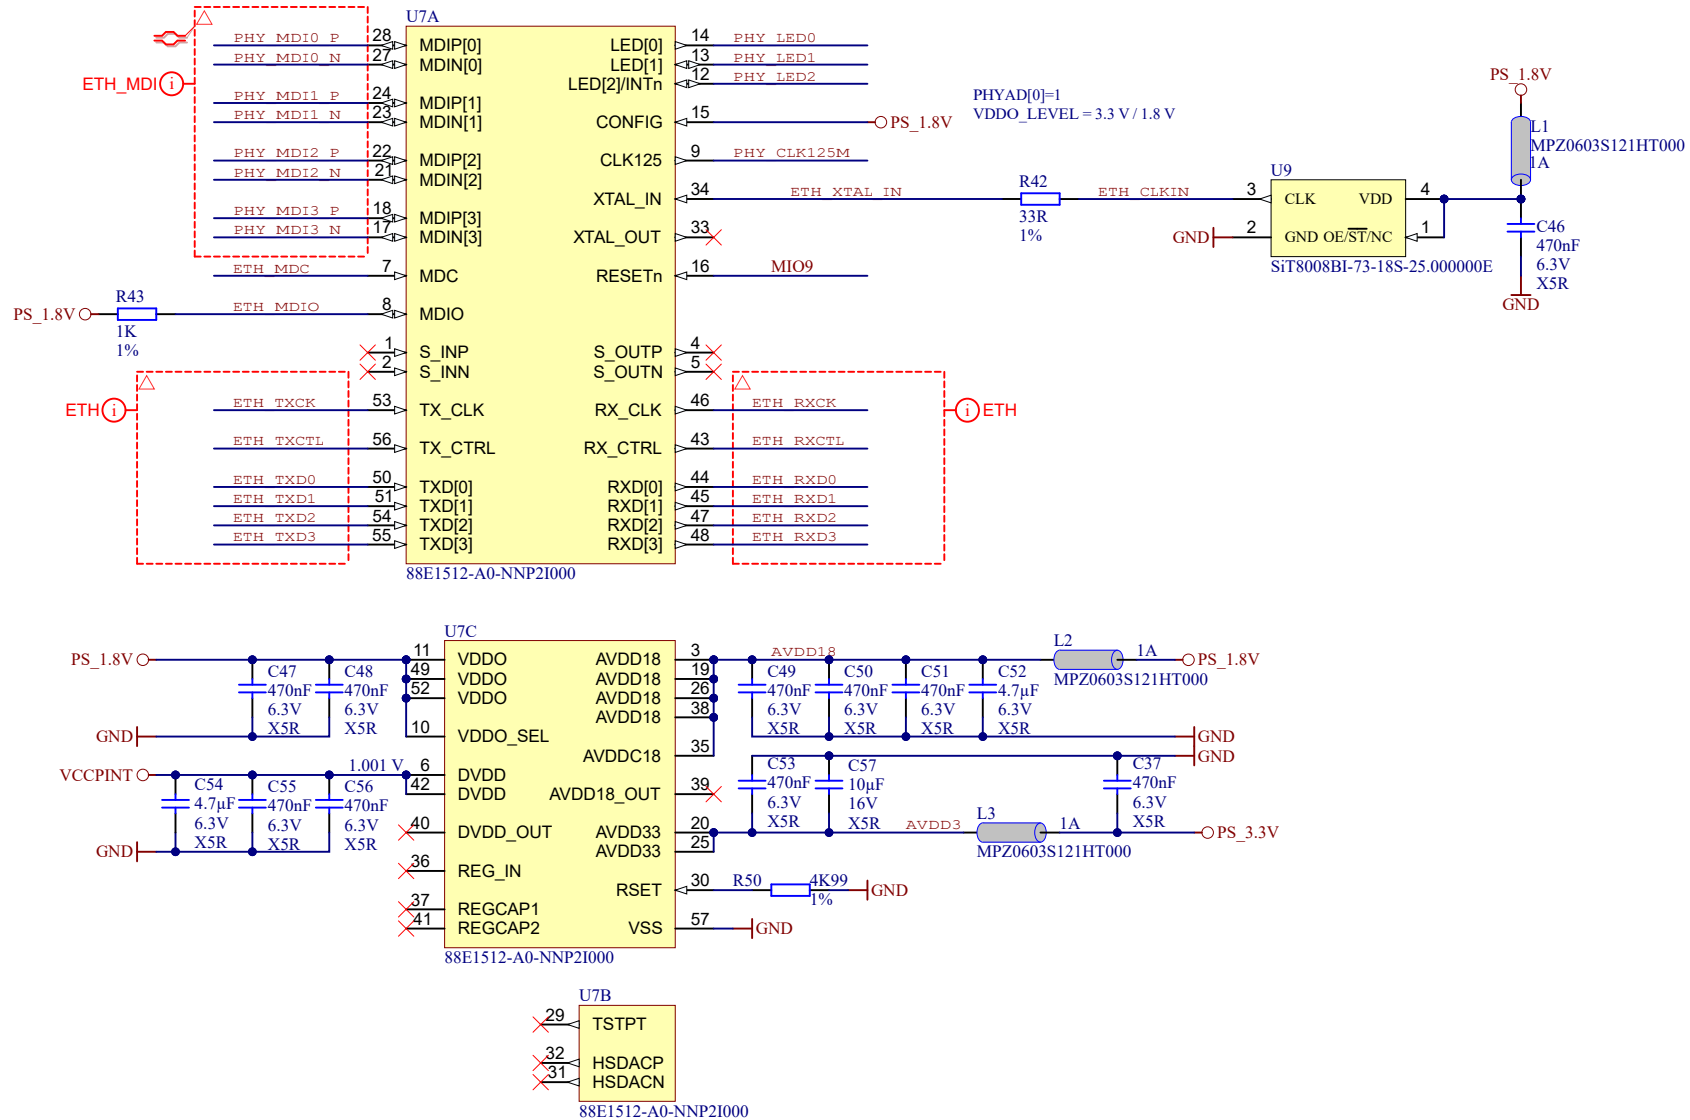 U7A
PHY_MDI0_P 28 MDIP[0] LED[0] 14 PHY_LED0
PHY_MDI0_N 27 MDIN[0] LED[1] 13 PHY_LED1
ETH_MDI i LED[2]/INTn 12 PHY_LED2
PHY_MDI1_P 24 MDIP[1]
PHY_MDI1_N 23 MDIN[1] CONFIG 15 PS_1.8V
PHYAD[0]=1
VDDO_LEVEL = 3.3 V / 1.8 V
PHY_MDI2_P 22 MDIP[2] CLK125 9 PHY_CLK125M
PHY_MDI2_N 21 MDIN[2]
XTAL_IN 34 ETH_XTAL_IN
R42
33R
1%
ETH_CLKIN
PHY_MDI3_P 18 MDIP[3]
PHY_MDI3_N 17 MDIN[3] XTAL_OUT 33
ETH_MDC 7 MDC RESETn 16 MIO9
PS_1.8V
R43
1K
1%
ETH_MDIO 8 MDIO
1 S_INP S_OUTP 4
2 S_INN S_OUTN 5
ETH i ETH_TXCK 53 TX_CLK RX_CLK 46 ETH_RXCK i ETH
ETH_TXCTL 56 TX_CTRL RX_CTRL 43 ETH_RXCTL
ETH_TXD0 50 TXD[0] RXD[0] 44 ETH_RXD0
ETH_TXD1 51 TXD[1] RXD[1] 45 ETH_RXD1
ETH_TXD2 54 TXD[2] RXD[2] 47 ETH_RXD2
ETH_TXD3 55 TXD[3] RXD[3] 48 ETH_RXD3
88E1512-A0-NNP2I000
U9
3 CLK VDD 4
GND 2 GND OE/ST/NC 1
SiT8008BI-73-18S-25.000000E
PS_1.8V
L1
MPZ0603S121HT000
1A
C46
470nF
6.3V
X5R
GND
U7C
PS_1.8V 11 VDDO AVDD18 3 AVDD18
49 VDDO AVDD18 19
52 VDDO AVDD18 26
AVDD18 38
GND 10 VDDO_SEL
AVDDC18 35
C47
470nF
6.3V
X5R
C48
470nF
6.3V
X5R
C49
470nF
6.3V
X5R
C50
470nF
6.3V
X5R
C51
470nF
6.3V
X5R
C52
4.7µF
6.3V
X5R
L2
1A
PS_1.8V
MPZ0603S121HT000
GND
GND
VCCPINT 1.001 V 6 DVDD
42 DVDD AVDD18_OUT 39
C54
4.7µF
6.3V
X5R
C55
470nF
6.3V
X5R
C56
470nF
6.3V
X5R
GND
C53
470nF
6.3V
X5R
C57
10µF
16V
X5R
C37
470nF
6.3V
X5R
40 DVDD_OUT AVDD33 20 AVDD3
AVDD33 25
L3
1A
PS_3.3V
MPZ0603S121HT000
36 REG_IN
RSET 30 R50 4K99 GND
1%
37 REGCAP1
41 REGCAP2 VSS 57 GND
88E1512-A0-NNP2I000
U7B
29 TSTPT
32 HSDACP
31 HSDACN
88E1512-A0-NNP2I000